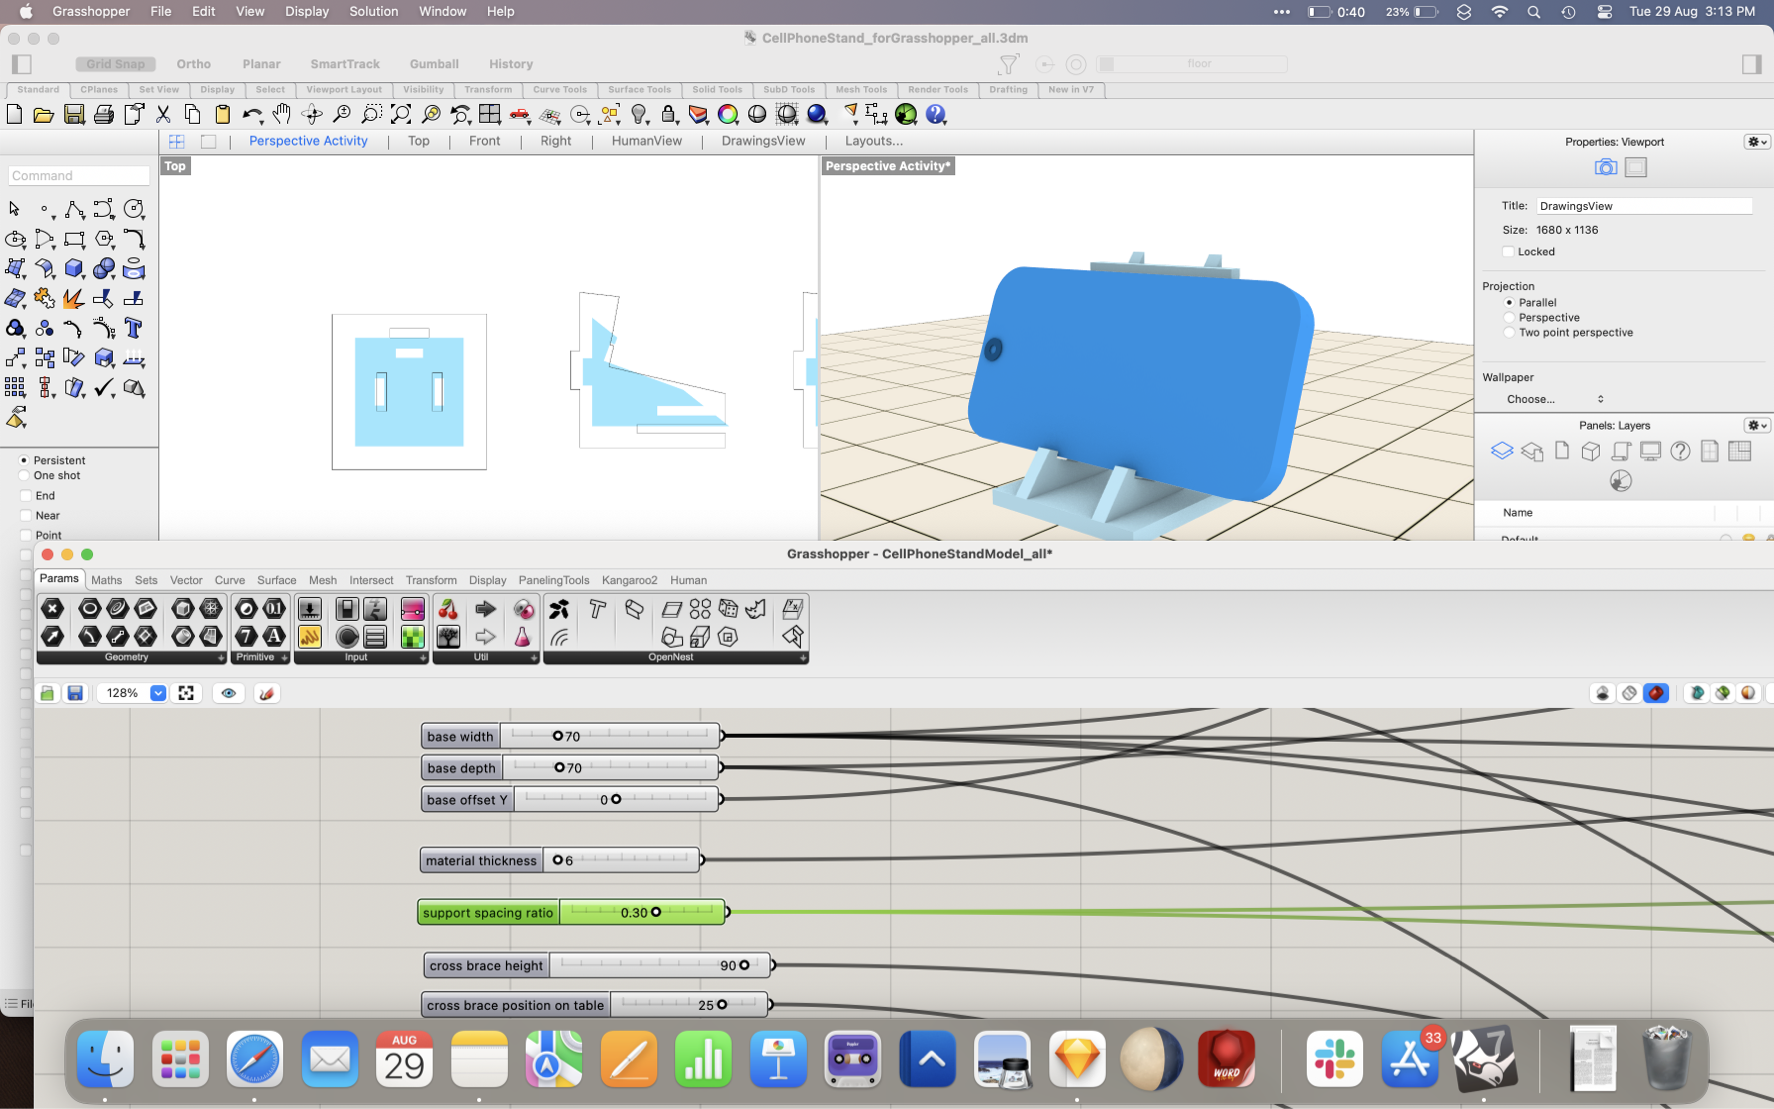 Grasshopper File Edit View Display Solution Window Help
0:40 23% Tue 29 Aug 3:13 PM
CellPhoneStand_forGrasshopper_all.3dm
Grid Snap Ortho Planar SmartTrack Gumball History
floor
Standard CPlanes Set View Display Select Viewport Layout Visibility Transform Curve Tools Surface Tools Solid Tools SubD Tools Mesh Tools Render Tools Drafting New in V7
Perspective Activity Top Front Right HumanView DrawingsView Layouts...
Properties: Viewport
Top
Perspective Activity*
Command
Title: DrawingsView
Size: 1680 x 1136
Locked
Projection
Parallel
Perspective
Two point perspective
Wallpaper
Choose...
Panels: Layers
Name
Default
Persistent
One shot
End
Near
Point
Grasshopper - CellPhoneStandModel_all*
Params Maths Sets Vector Curve Surface Mesh Intersect Transform Display PanelingTools Kangaroo2 Human
Geometry Primitive Input Util OpenNest
128%
base width 70
base depth 70
base offset Y 0
material thickness 6
support spacing ratio 0.30
cross brace height 90
cross brace position on table 25
Fil
AUG
29
WORD
33
7